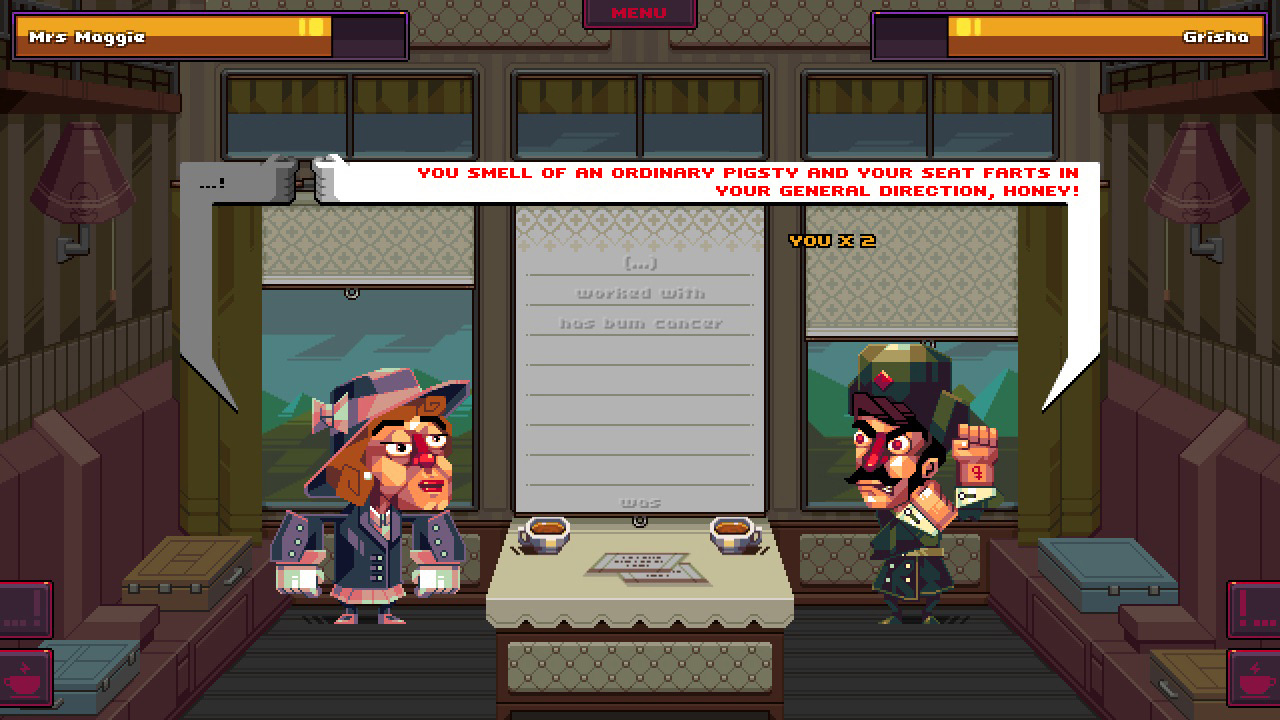 MENU
Mrs Maggie
Grisha
...!
YOU SMELL OF AN ORDINARY PIGSTY AND YOUR SEAT FARTS IN
YOUR GENERAL DIRECTION, HONEY!
YOU X 2
(...)
worked with
has bum cancer
was